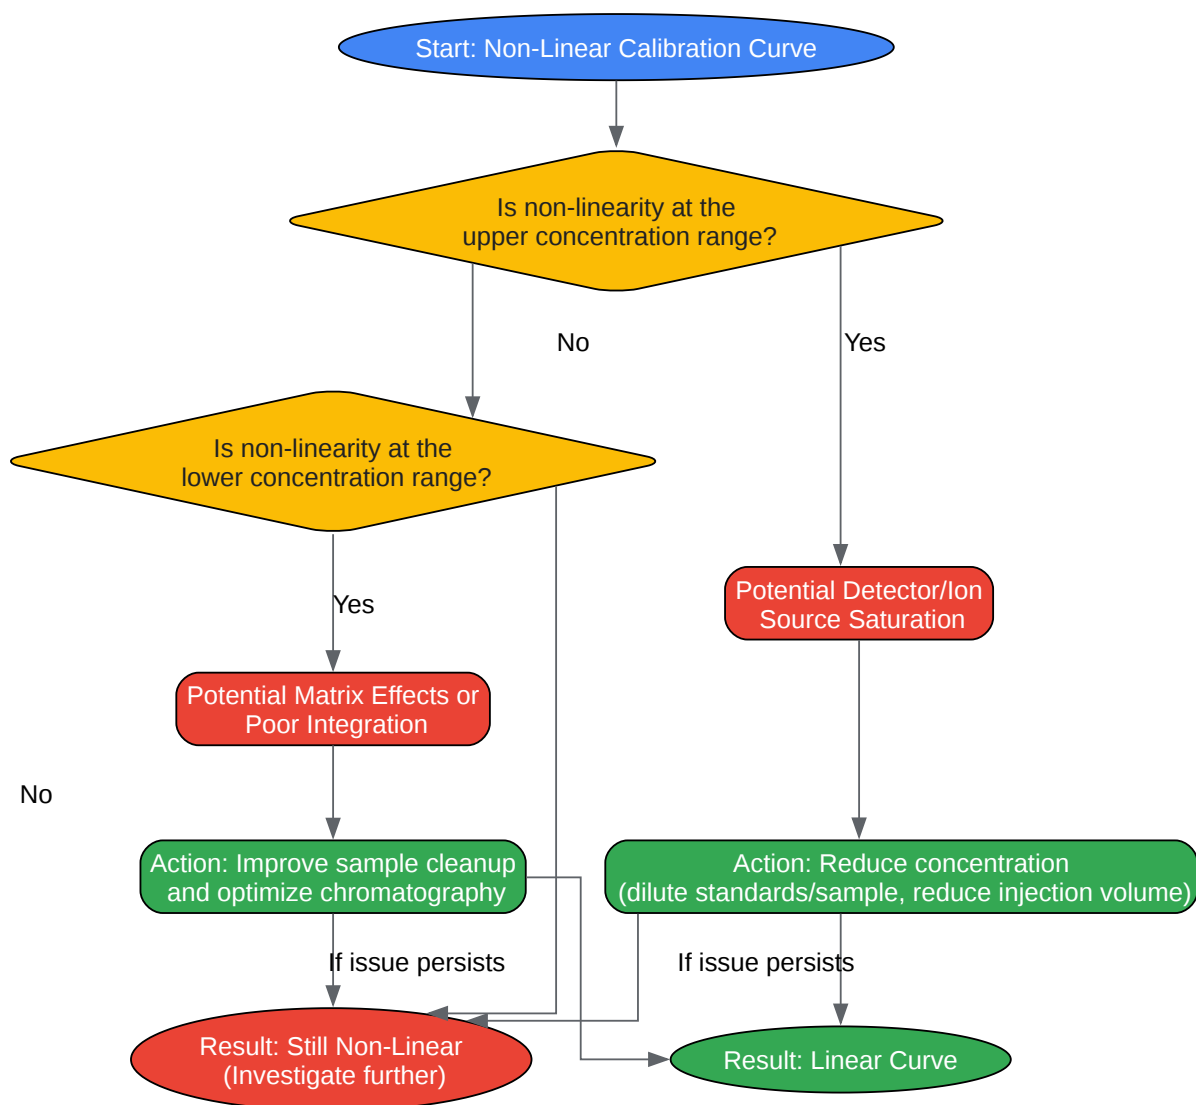 Start: Non-Linear Calibration Curve
Is non-linearity at the
upper concentration range?
No
Yes
Is non-linearity at the
lower concentration range?
Potential Detector/Ion
Source Saturation
Yes
Potential Matrix Effects or
Poor Integration
No
Action: Improve sample cleanup
and optimize chromatography
Action: Reduce concentration
(dilute standards/sample, reduce injection volume)
If issue persists
If issue persists
Result: Still Non-Linear
(Investigate further)
Result: Linear Curve